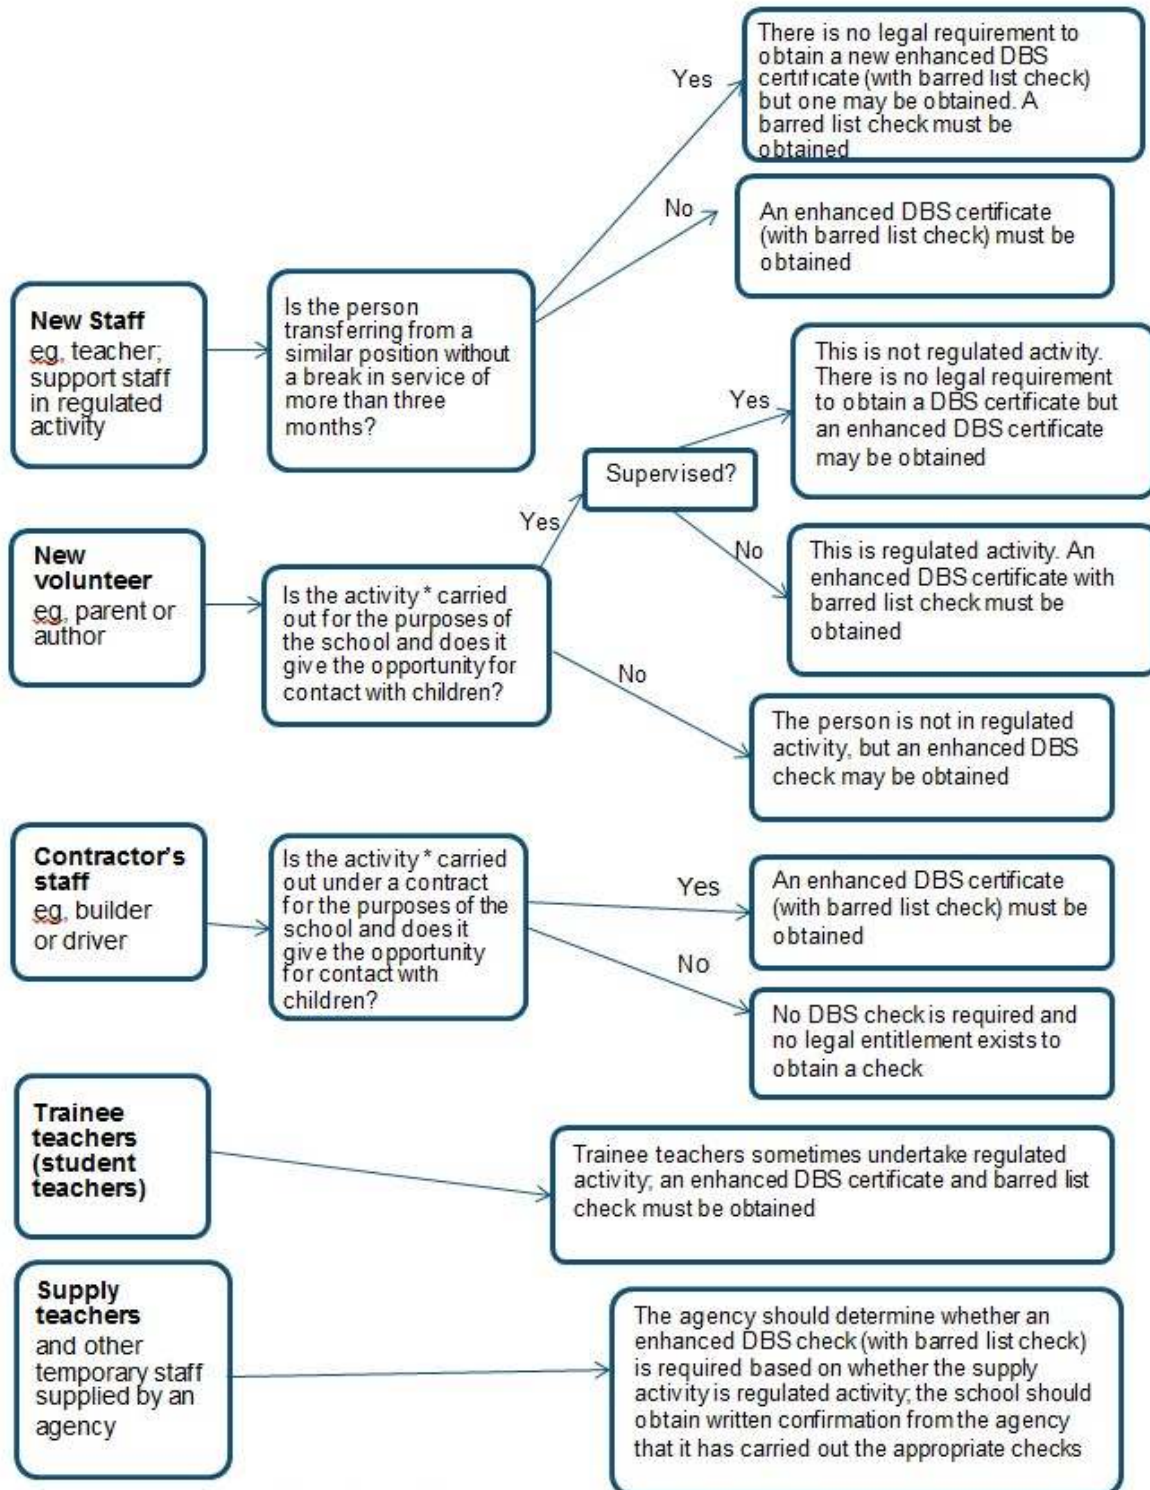 There is no legal requirement to
obtain a new enhanced DBS
certificate (with barred list check)
but one may be obtained. A
barred list check must be
obtained
Yes
No
An enhanced DBS certificate
(with barred list check) must be
obtained
New Staff
eg, teacher;
support staff
in regulated
activity
Is the person
transferring from a
similar position without
a break in service of
more than three
months?
This is not regulated activity.
There is no legal requirement
to obtain a DBS certificate but
an enhanced DBS certificate
may be obtained
Yes
Supervised?
Yes
No
This is regulated activity. An
enhanced DBS certificate with
barred list check must be
obtained
New
volunteer
eg, parent or
author
Is the activity * carried
out for the purposes of
the school and does it
give the opportunity for
contact with children?
No
The person is not in regulated
activity, but an enhanced DBS
check may be obtained
Contractor's
staff
eg, builder
or driver
Is the activity * carried
out under a contract
for the purposes of the
school and does it
give the opportunity
for contact with
children?
Yes
An enhanced DBS certificate
(with barred list check) must be
obtained
No
No DBS check is required and
no legal entitlement exists to
obtain a check
Trainee
teachers
(student
teachers)
Trainee teachers sometimes undertake regulated
activity; an enhanced DBS certificate and barred list
check must be obtained
Supply
teachers
and other
temporary staff
supplied by an
agency
The agency should determine whether an
enhanced DBS check (with barred list check)
is required based on whether the supply
activity is regulated activity; the school should
obtain written confirmation from the agency
that it has carried out the appropriate checks